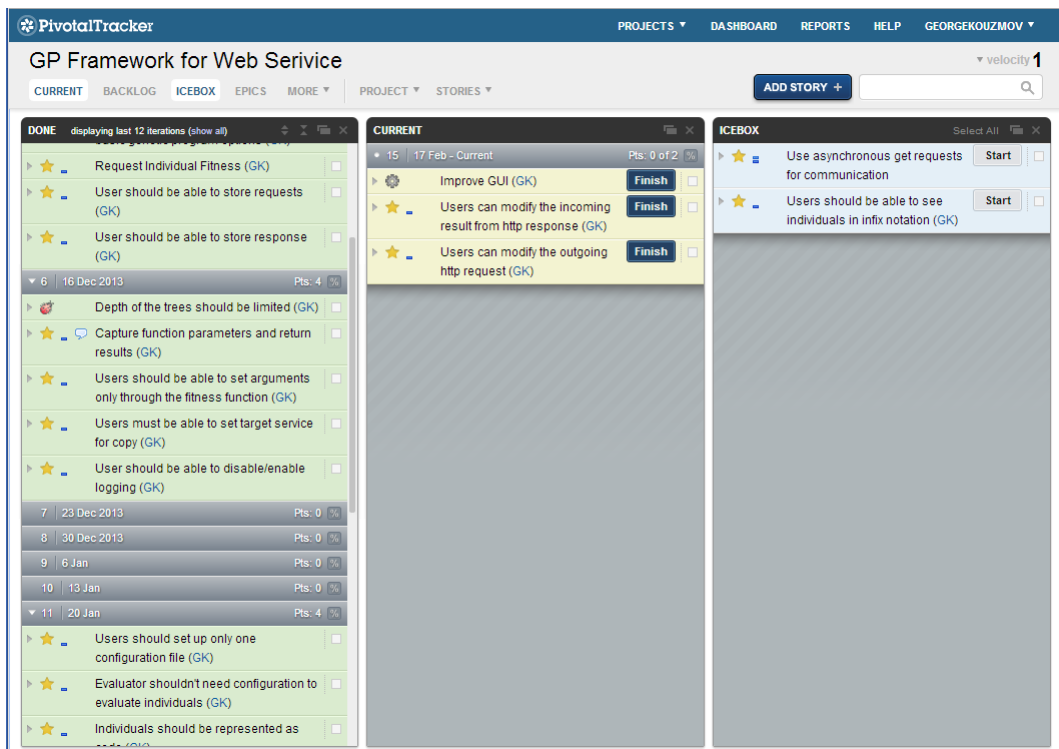 PivotalTracker
PROJECTS DASHBOARD REPORTS HELP GEORGEKOUZMOV
GP Framework for Web Serivice
velocity 1
CURRENT BACKLOG ICEBOX EPICS MORE PROJECT STORIES
ADD STORY +
DONE displaying last 12 iterations (show all)
Request Individual Fitness (GK)
User should be able to store requests
(GK)
User should be able to store response
(GK)
6 16 Dec 2013 Pts: 4 %
Depth of the trees should be limited (GK)
Capture function parameters and return
results (GK)
Users should be able to set arguments
only through the fitness function (GK)
Users must be able to set target service
for copy (GK)
User should be able to disable/enable
logging (GK)
7 23 Dec 2013 Pts: 0 %
8 30 Dec 2013 Pts: 0 %
9 6 Jan Pts: 0 %
10 13 Jan Pts: 0 %
11 20 Jan Pts: 4 %
Users should set up only one
configuration file (GK)
Evaluator shouldn't need configuration to
evaluate individuals (GK)
Individuals should be represented as
CURRENT
15 17 Feb - Current Pts: 0 of 2 %
Improve GUI (GK) Finish
Users can modify the incoming Finish
result from http response (GK)
Users can modify the outgoing Finish
http request (GK)
ICEBOX Select All
Use asynchronous get requests Start
for communication
Users should be able to see Start
individuals in infix notation (GK)